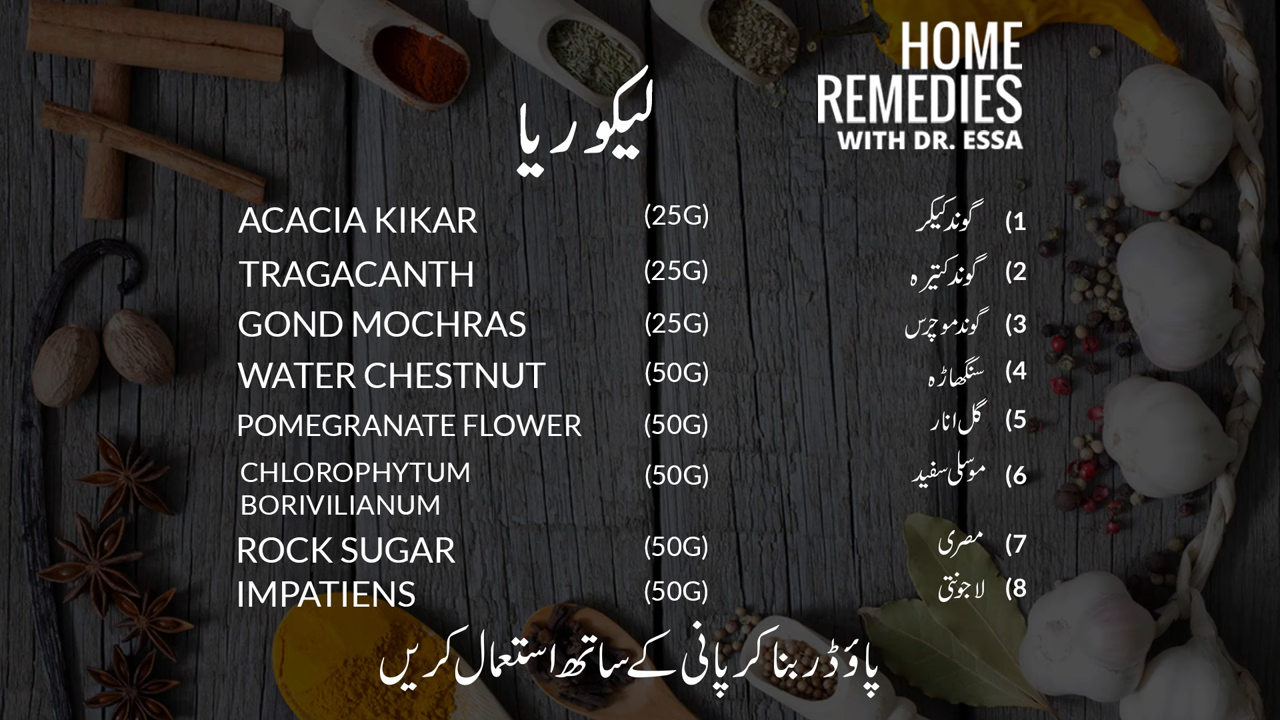 HOME
REMEDIES
WITH DR. ESSA
لیکوریا
ACACIA KIKAR (25G) گوند کیکر (1
TRAGACANTH (25G) گوند کتیرہ (2
GOND MOCHRAS (25G) گوند موچرس (3
WATER CHESTNUT (50G) سنگھاڑہ (4
POMEGRANATE FLOWER (50G) گل انار (5
CHLOROPHYTUM
BORIVILIANUM (50G) موسلی سفید (6
ROCK SUGAR (50G) مصری (7
IMPATIENS (50G) لاجونتی (8
پاؤڈر بنا کر پانی کے ساتھ استعمال کریں